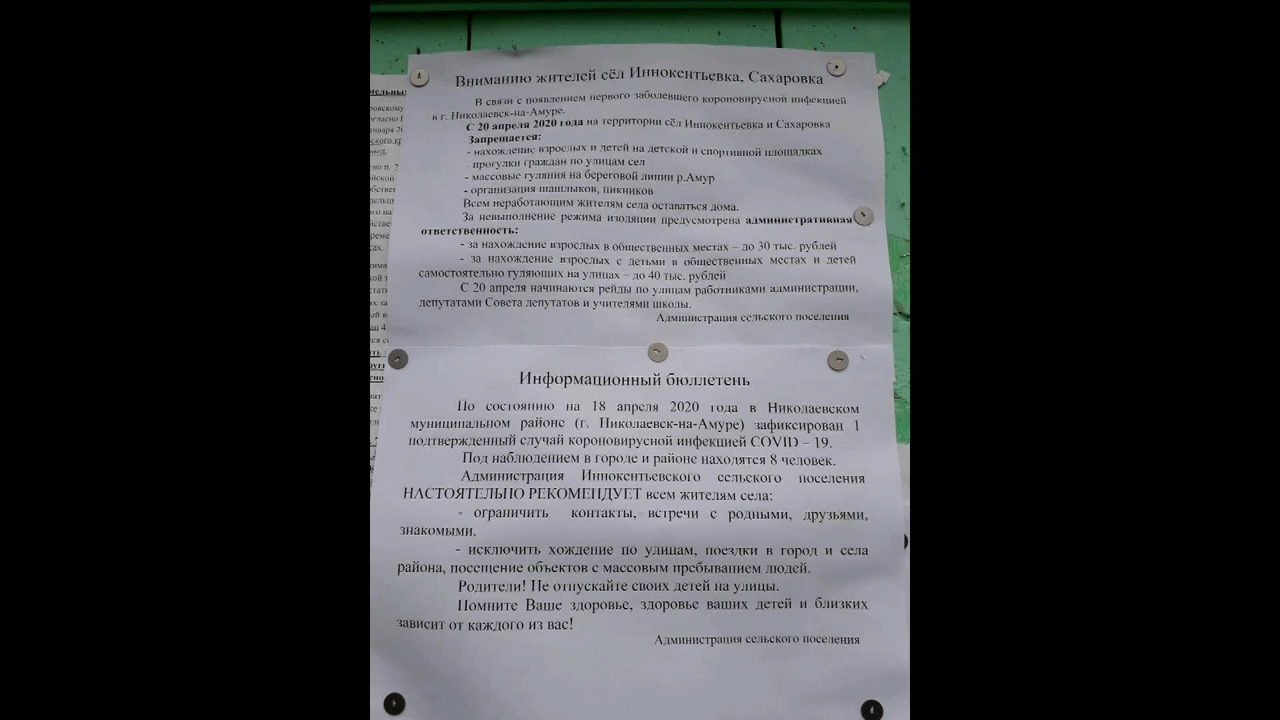 Вниманию жителей сёл Иннокентьевка, Сахаровка
В связи с появлением первого заболевшего короновирусной инфекцией
в г. Николаевск-на-Амуре.
С 20 апреля 2020 года на территории сёл Иннокентьевка и Сахаровка
Запрещается:
- нахождение взрослых и детей на детской и спортивной площадках
- прогулки граждан по улицам сел
- массовые гуляния на береговой линии р.Амур
- организация шашлыков, пикников
Всем неработающим жителям села оставаться дома.
За невыполнение режима изоляции предусмотрена административная
ответственность:
- за нахождение взрослых в общественных местах – до 30 тыс. рублей
- за нахождение взрослых с детьми в общественных местах и детей
самостоятельно гуляющих на улицах – до 40 тыс. рублей
С 20 апреля начинаются рейды по улицам работниками администрации,
депутатами Совета депутатов и учителями школы.
Администрация сельского поселения
Информационный бюллетень
По состоянию на 18 апреля 2020 года в Николаевском
муниципальном районе (г. Николаевск-на-Амуре) зафиксирован 1
подтвержденный случай короновирусной инфекцией COVID – 19.
Под наблюдением в городе и районе находятся 8 человек.
Администрация Иннокентьевского сельского поселения
НАСТОЯТЕЛЬНО РЕКОМЕНДУЕТ всем жителям села:
- ограничить контакты, встречи с родными, друзьями,
знакомыми.
- исключить хождение по улицам, поездки в город и села
района, посещение объектов с массовым пребыванием людей.
Родители! Не отпускайте своих детей на улицы.
Помните Ваше здоровье, здоровье ваших детей и близких
зависит от каждого из вас!
Администрация сельского поселения